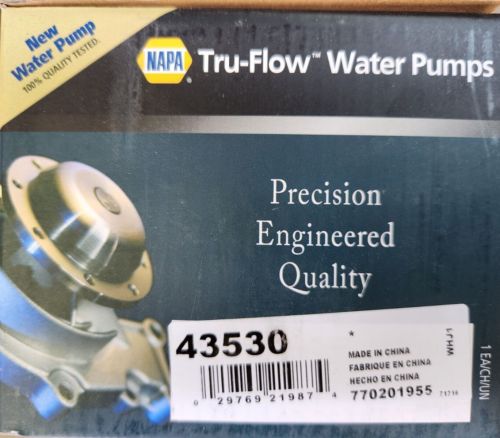 New
Water Pump
100% QUALITY TESTED.
NAPA® Tru-Flow™ Water Pumps
Precision
Engineered
Quality
43530
0 29769 21987 4
*
MADE IN CHINA
FABRIQUE EN CHINA
HECHO EN CHINA
770201955
1 EA/CH/UN